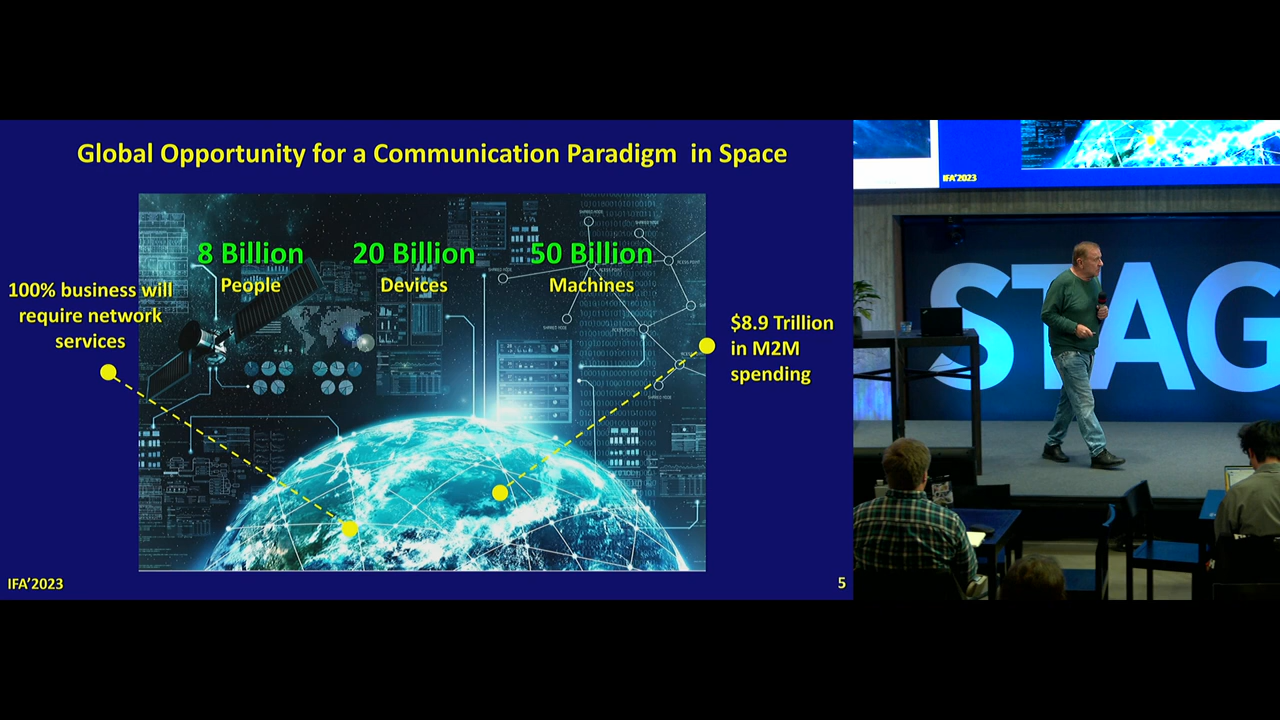 Global Opportunity for a Communication Paradigm in Space
8 Billion
People
20 Billion
Devices
50 Billion
Machines
100% business will
require network
services
$8.9 Trillion
in M2M
spending
IFA'2023
5
IFA'2023
STAG